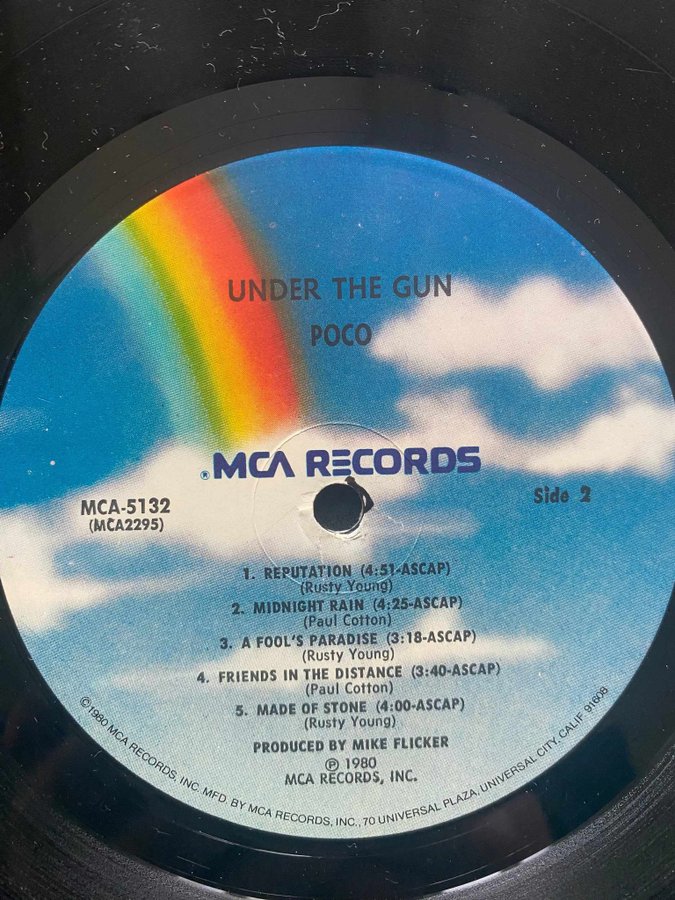 UNDER THE GUN
POCO
®MCA RECORDS
MCA-5132
(MCA2295)
Side 2
1. REPUTATION (4:51-ASCAP)
(Rusty Young)
2. MIDNIGHT RAIN (4:25-ASCAP)
(Paul Cotton)
3. A FOOL'S PARADISE (3:18-ASCAP)
(Rusty Young)
4. FRIENDS IN THE DISTANCE (3:40-ASCAP)
(Paul Cotton)
5. MADE OF STONE (4:00-ASCAP)
(Rusty Young)
PRODUCED BY MIKE FLICKER
℗ 1980
MCA RECORDS, INC.
©1980 MCA RECORDS, INC. MFD. BY MCA RECORDS, INC., 70 UNIVERSAL PLAZA, UNIVERSAL CITY, CALIF. 91608